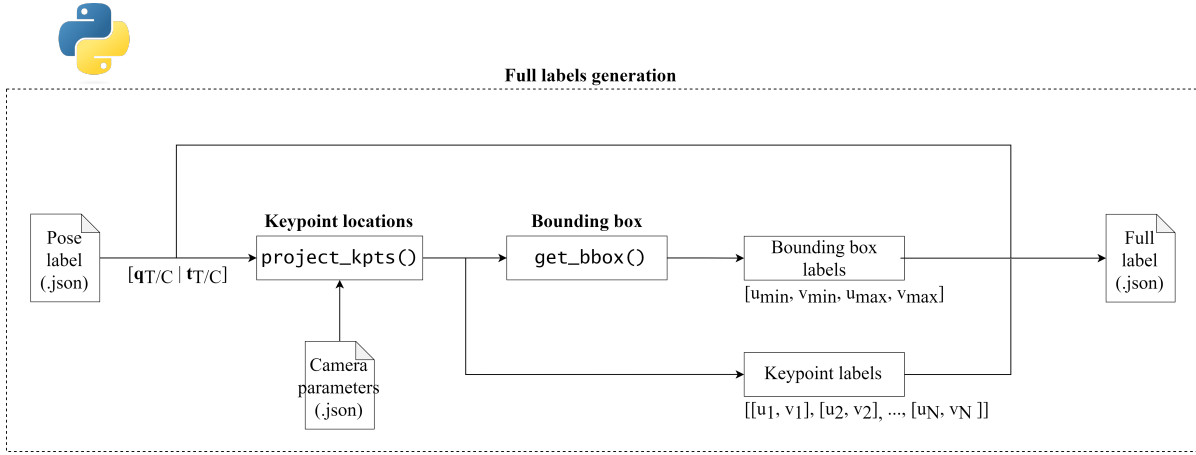 Full labels generation
Pose
label
(.json)
[qT/C | tT/C]
Keypoint locations
project_kpts()
Camera
parameters
(.json)
Bounding box
get_bbox()
Bounding box
labels
[umin, vmin, umax, vmax]
Keypoint labels
[[u1, v1], [u2, v2], ..., [uN, vN ]]
Full
label
(.json)